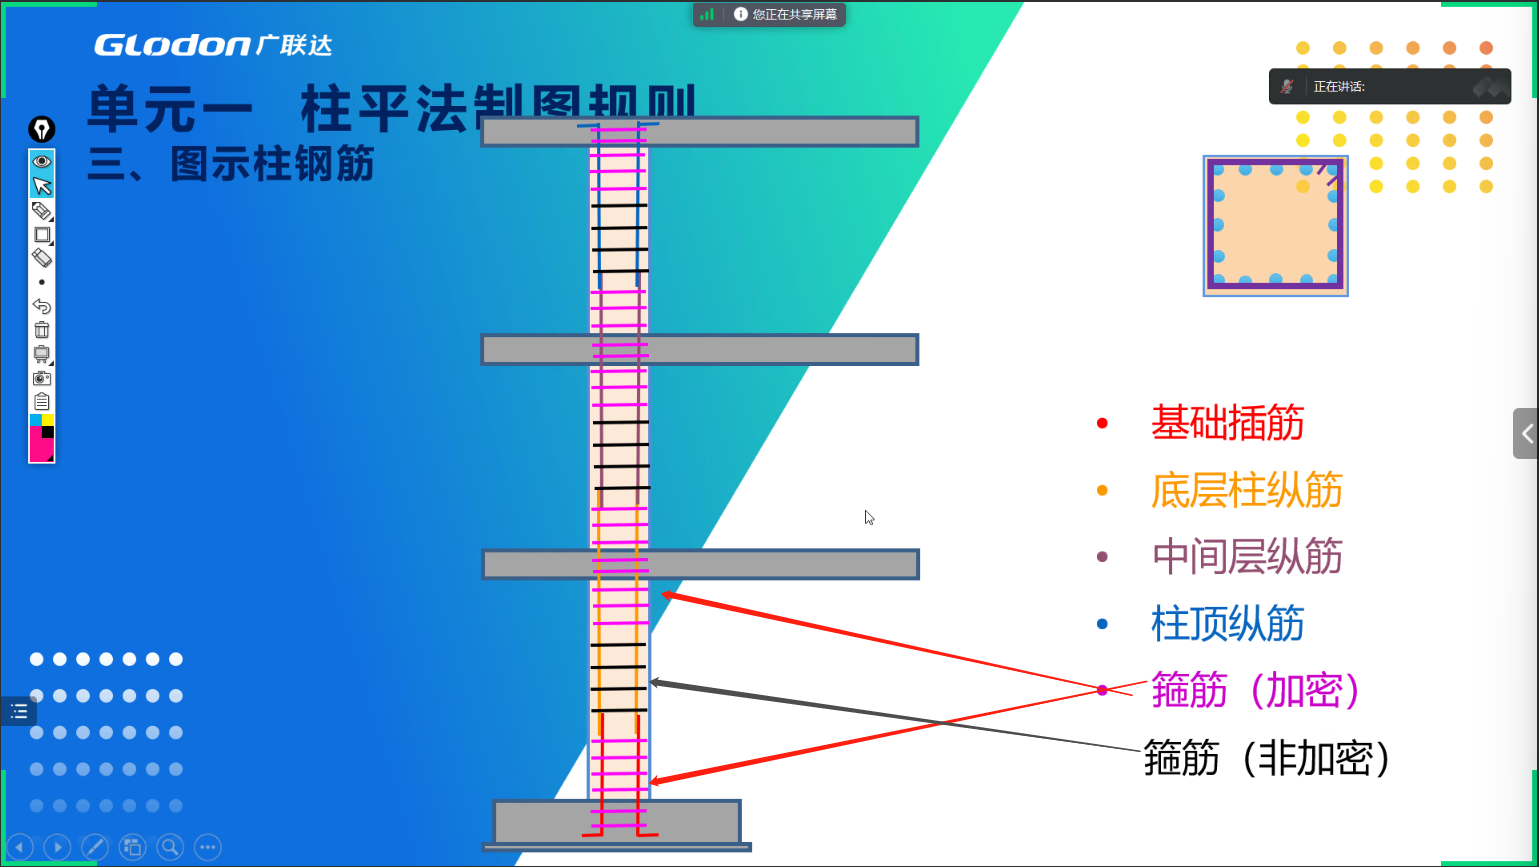 您正在共享屏幕
GLodon广联达
正在讲话:
单元一 柱平法制图规则
三、图示柱钢筋
基础插筋
底层柱纵筋
中间层纵筋
柱顶纵筋
箍筋（加密）
箍筋（非加密）